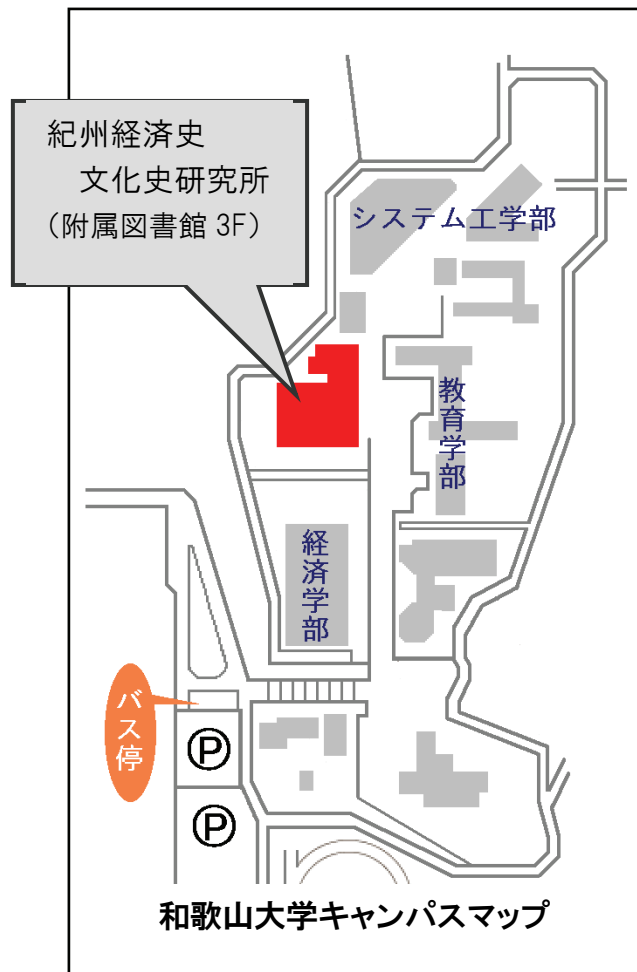 紀州経済史
文化史研究所
(附属図書館 3F)
システム工学部
教育学部
経済学部
バス停
Ⓟ
Ⓟ
和歌山大学キャンパスマップ